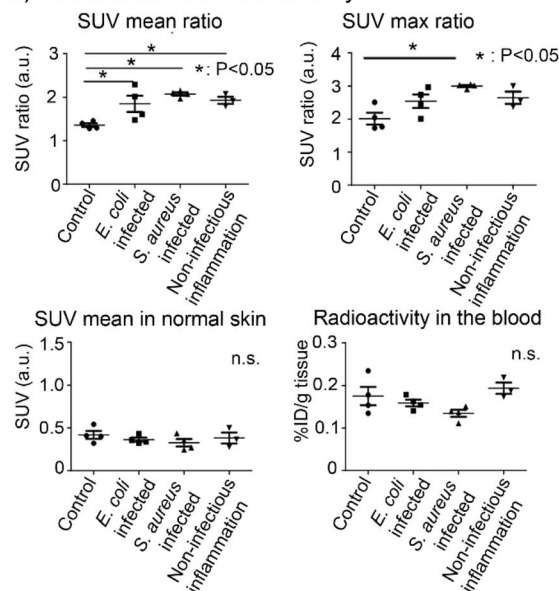 SUV mean ratio
SUV ratio (a.u.)
3
2
1
0
*
*
*
*: P<0.05
Control
E. coli
infected
S. aureus
infected
Non-infectious
inflammation
SUV max ratio
SUV ratio (a.u.)
4
3
2
1
0
*
*: P<0.05
Control
E. coli
infected
S. aureus
infected
Non-infectious
inflammation
SUV mean in normal skin
SUV (a.u.)
1.5
1.0
0.5
0.0
n.s.
Control
E. coli
infected
S. aureus
infected
Non-infectious
inflammation
Radioactivity in the blood
%ID/g tissue
0.3
0.2
0.1
0.0
n.s.
Control
E. coli
infected
S. aureus
infected
Non-infectious
inflammation